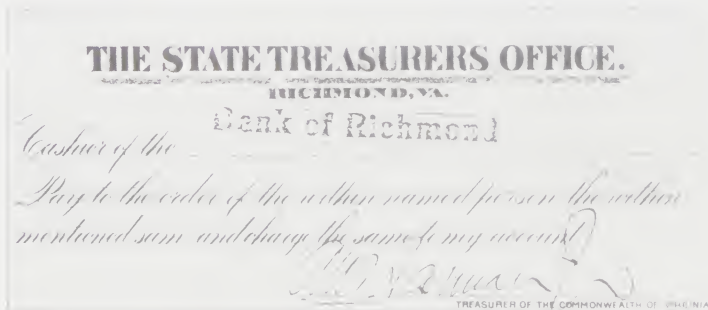 THE STATE TREASURERS OFFICE.
RICHMOND, VA.
Bank of Richmond
Cashier of the
Pay to the order of the within named person the within
mentioned sum and charge the same to my account
TREASURER OF THE COMMONWEALTH OF VIRGINIA